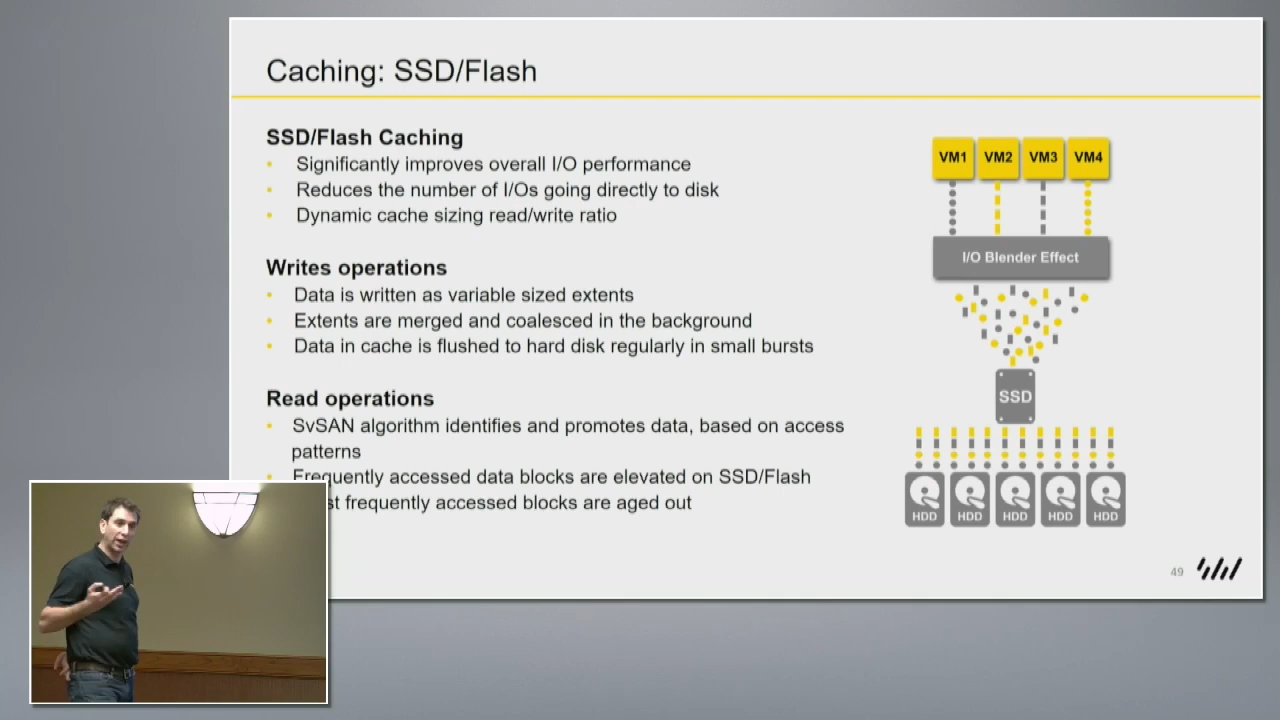 Caching: SSD/Flash
SSD/Flash Caching
• Significantly improves overall I/O performance
• Reduces the number of I/Os going directly to disk
• Dynamic cache sizing read/write ratio
Writes operations
• Data is written as variable sized extents
• Extents are merged and coalesced in the background
• Data in cache is flushed to hard disk regularly in small bursts
Read operations
• SvSAN algorithm identifies and promotes data, based on access
patterns
• Frequently accessed data blocks are elevated on SSD/Flash
frequently accessed blocks are aged out
VM1 VM2 VM3 VM4
I/O Blender Effect
SSD
HDD HDD HDD HDD HDD
49